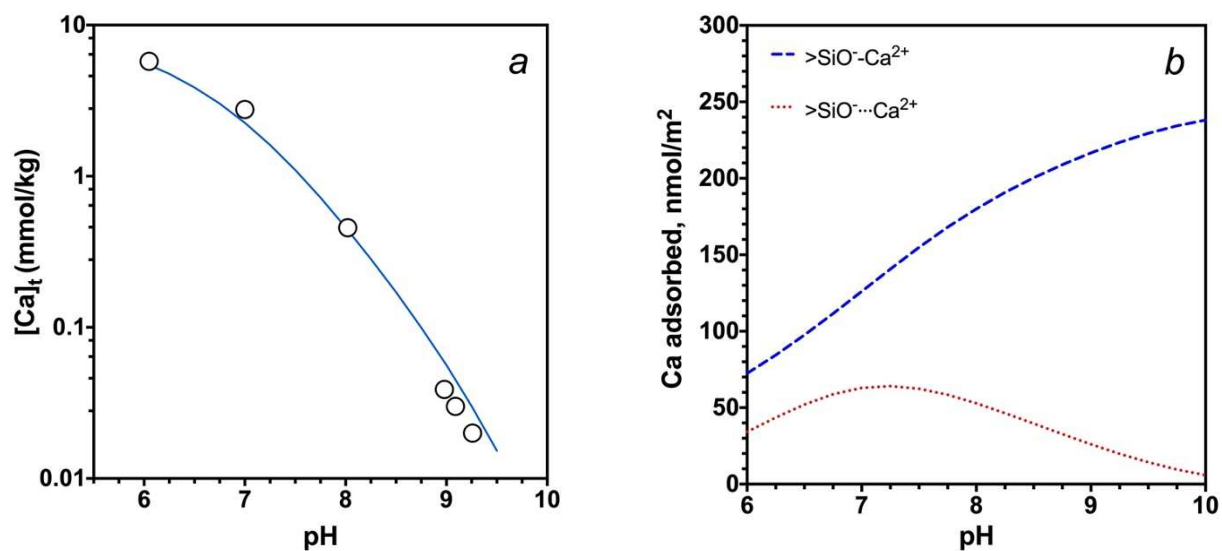 a
[Ca]t (mmol/kg)
10
1
0.1
0.01
6
7
8
9
10
pH
b
>SiO⁻-Ca²⁺
>SiO⁻···Ca²⁺
Ca adsorbed, nmol/m²
300
250
200
150
100
50
0
6
7
8
9
10
pH